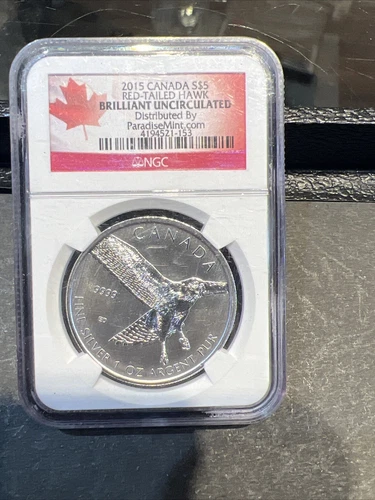 2015 CANADA S$5
RED-TAILED HAWK
BRILLIANT UNCIRCULATED
Distributed By
ParadiseMint.com
4194521-153
NGC
CANADA
9999
FINE SILVER 1 OZ ARGENT PUR